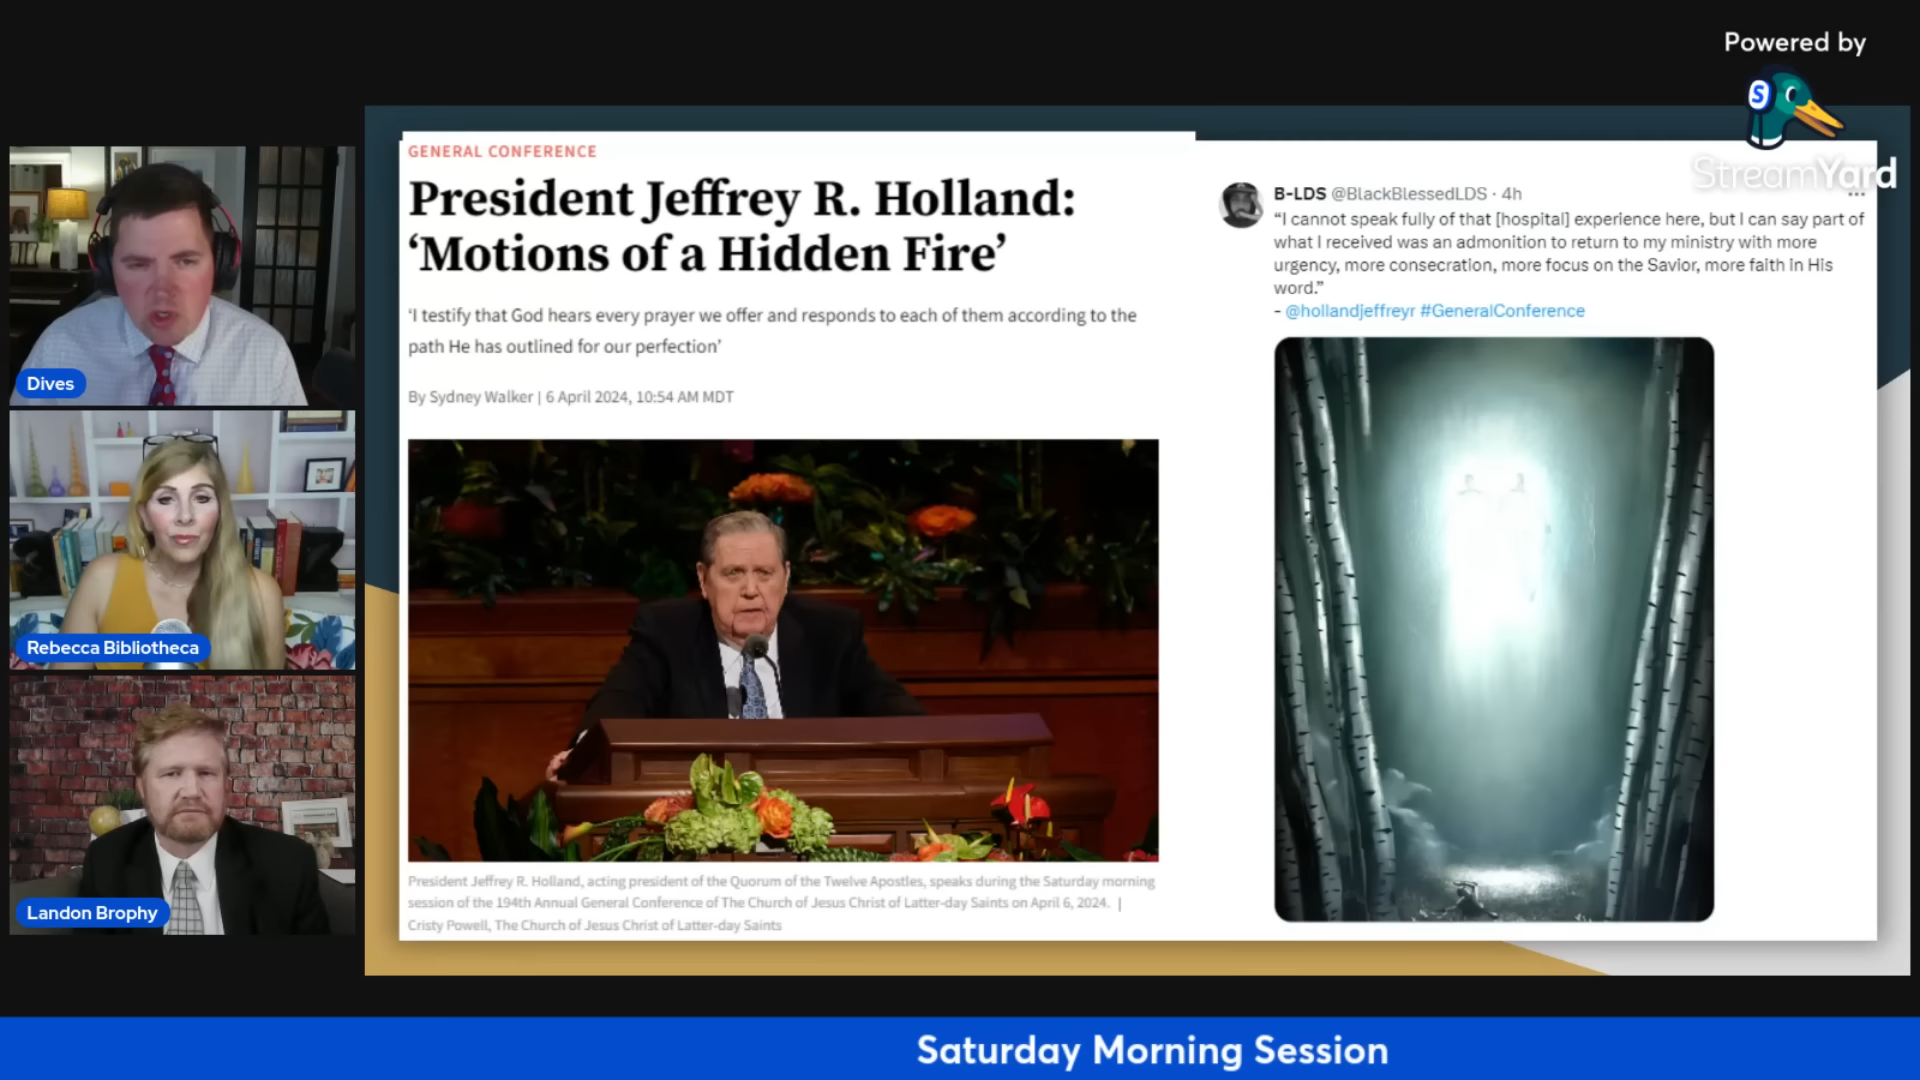 Powered by
S
StreamYard
GENERAL CONFERENCE
President Jeffrey R. Holland:
‘Motions of a Hidden Fire’
‘I testify that God hears every prayer we offer and responds to each of them according to the
path He has outlined for our perfection’
By Sydney Walker | 6 April 2024, 10:54 AM MDT
President Jeffrey R. Holland, acting president of the Quorum of the Twelve Apostles, speaks during the Saturday morning
session of the 194th Annual General Conference of The Church of Jesus Christ of Latter-day Saints on April 6, 2024. |
Cristy Powell, The Church of Jesus Christ of Latter-day Saints
B-LDS @BlackBlessedLDS · 4h
“I cannot speak fully of that [hospital] experience here, but I can say part of
what I received was an admonition to return to my ministry with more
urgency, more consecration, more focus on the Savior, more faith in His
word.”
- @hollandjeffreyr #GeneralConference
Dives
Rebecca Bibliotheca
Landon Brophy
Saturday Morning Session